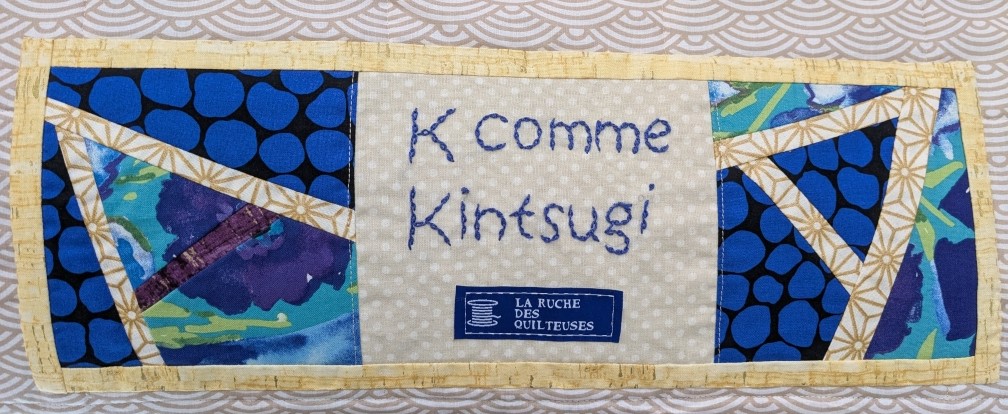 K comme
Kintsugi
LA RUCHE
DES
QUILTEUSES